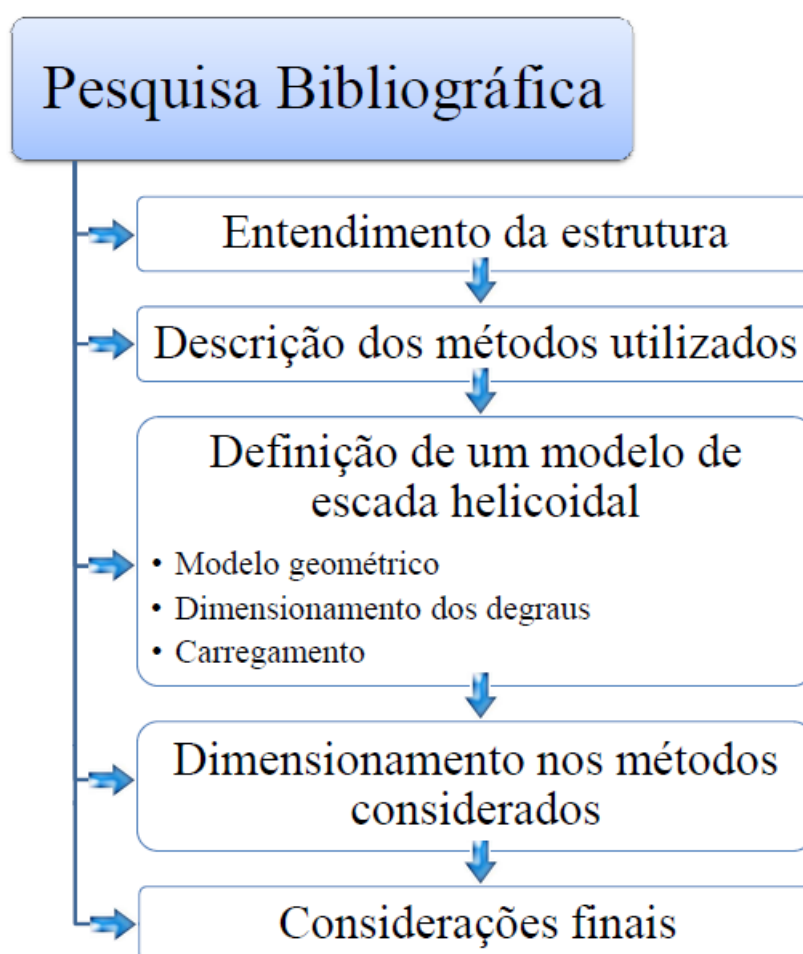 Pesquisa Bibliográfica
Entendimento da estrutura
Descrição dos métodos utilizados
Definição de um modelo de
escada helicoidal
• Modelo geométrico
• Dimensionamento dos degraus
• Carregamento
Dimensionamento nos métodos
considerados
Considerações finais